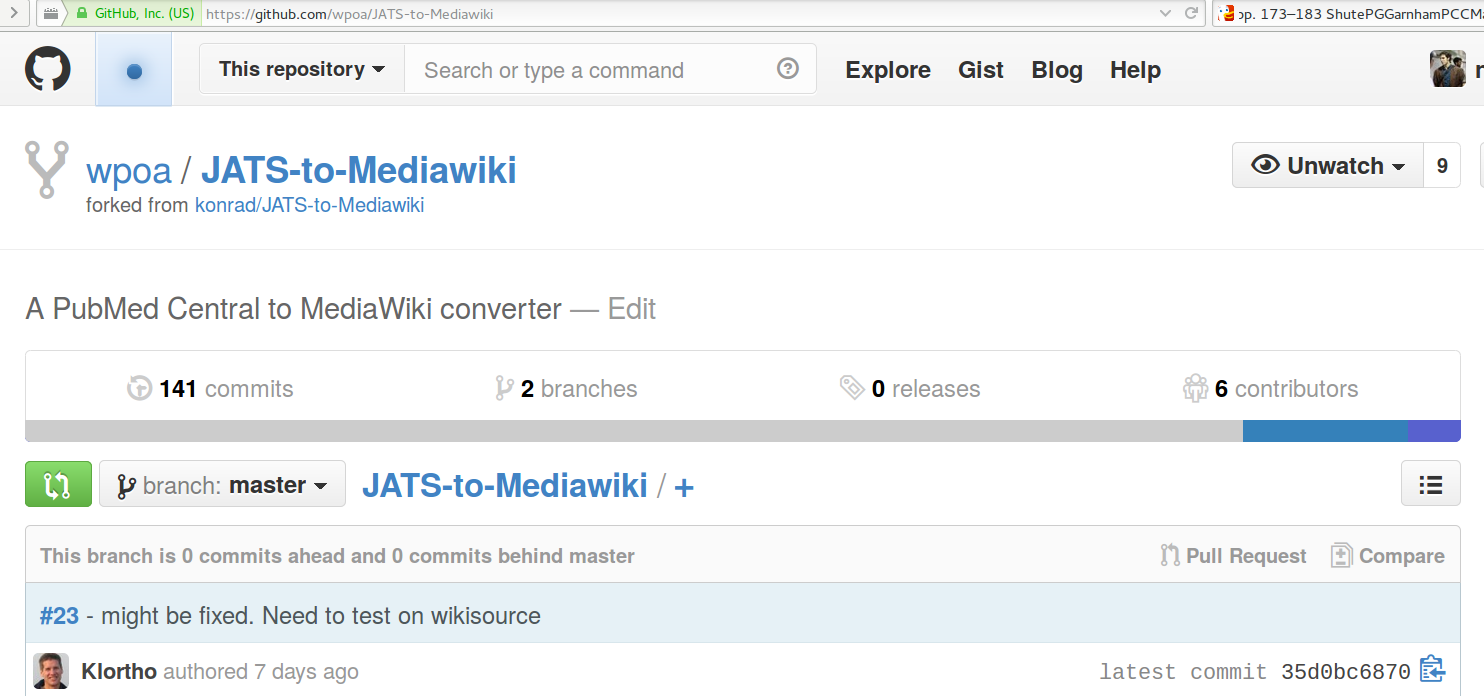 GitHub, Inc. (US) https://github.com/wpoa/JATS-to-Mediawiki pp. 173–183 ShutePGGarnhamPCCMa
This repository Search or type a command Explore Gist Blog Help
wpoa / JATS-to-Mediawiki Unwatch 9
forked from konrad/JATS-to-Mediawiki
A PubMed Central to MediaWiki converter — Edit
141 commits 2 branches 0 releases 6 contributors
branch: master JATS-to-Mediawiki / +
This branch is 0 commits ahead and 0 commits behind master Pull Request Compare
#23 - might be fixed. Need to test on wikisource
Klortho authored 7 days ago latest commit 35d0bc6870